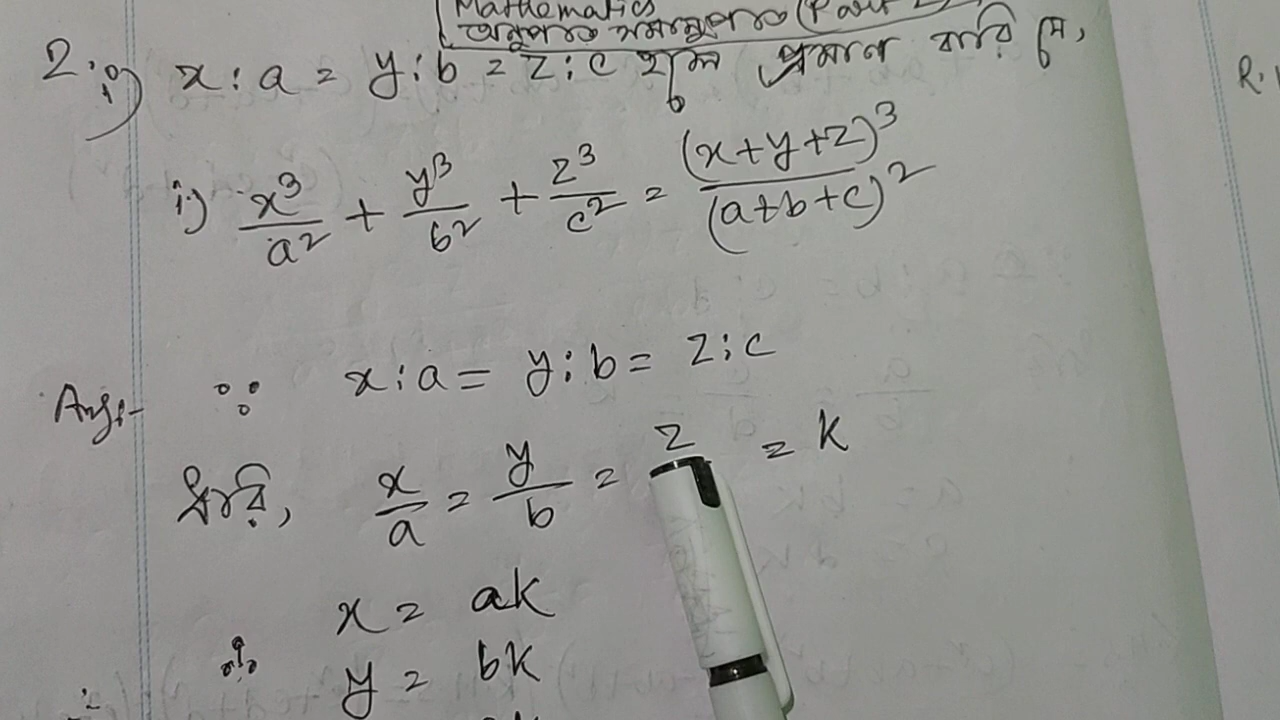 Mathematics
অনুপাত সমানুপাত (Part
2. i) x : a = y : b = z : c হলে প্রমাণ করি যে,
R.
i) x³/a² + y³/b² + z³/c² = (x+y+z)³/(a+b+c)²
Ans:- ∵ x : a = y : b = z : c
ধরি, x/a = y/b = z = k
x = ak
∴ y = bk